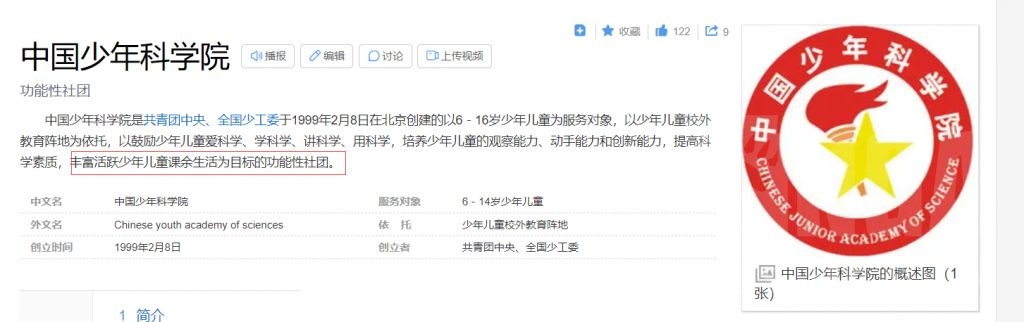 收藏 122 9
中国少年科学院 播报 编辑 讨论 上传视频
功能性社团
中国少年科学院是共青团中央、全国少工委于1999年2月8日在北京创建的以6-16岁少年儿童为服务对象，以少年儿童校外
教育阵地为依托，以鼓励少年儿童爱科学、学科学、讲科学、用科学，培养少年儿童的观察能力、动手能力和创新能力，提高科
学素质，丰富活跃少年儿童课余生活为目标的功能性社团。
中文名 中国少年科学院 服务对象 6-14岁少年儿童
外文名 Chinese youth academy of sciences 依 托 少年儿童校外教育阵地
创立时间 1999年2月8日 创立者 共青团中央、全国少工委
1 简介
中国少年科学院
CHINESE JUNIOR ACADEMY OF SCIENCE
中国少年科学院的概述图（1
张）